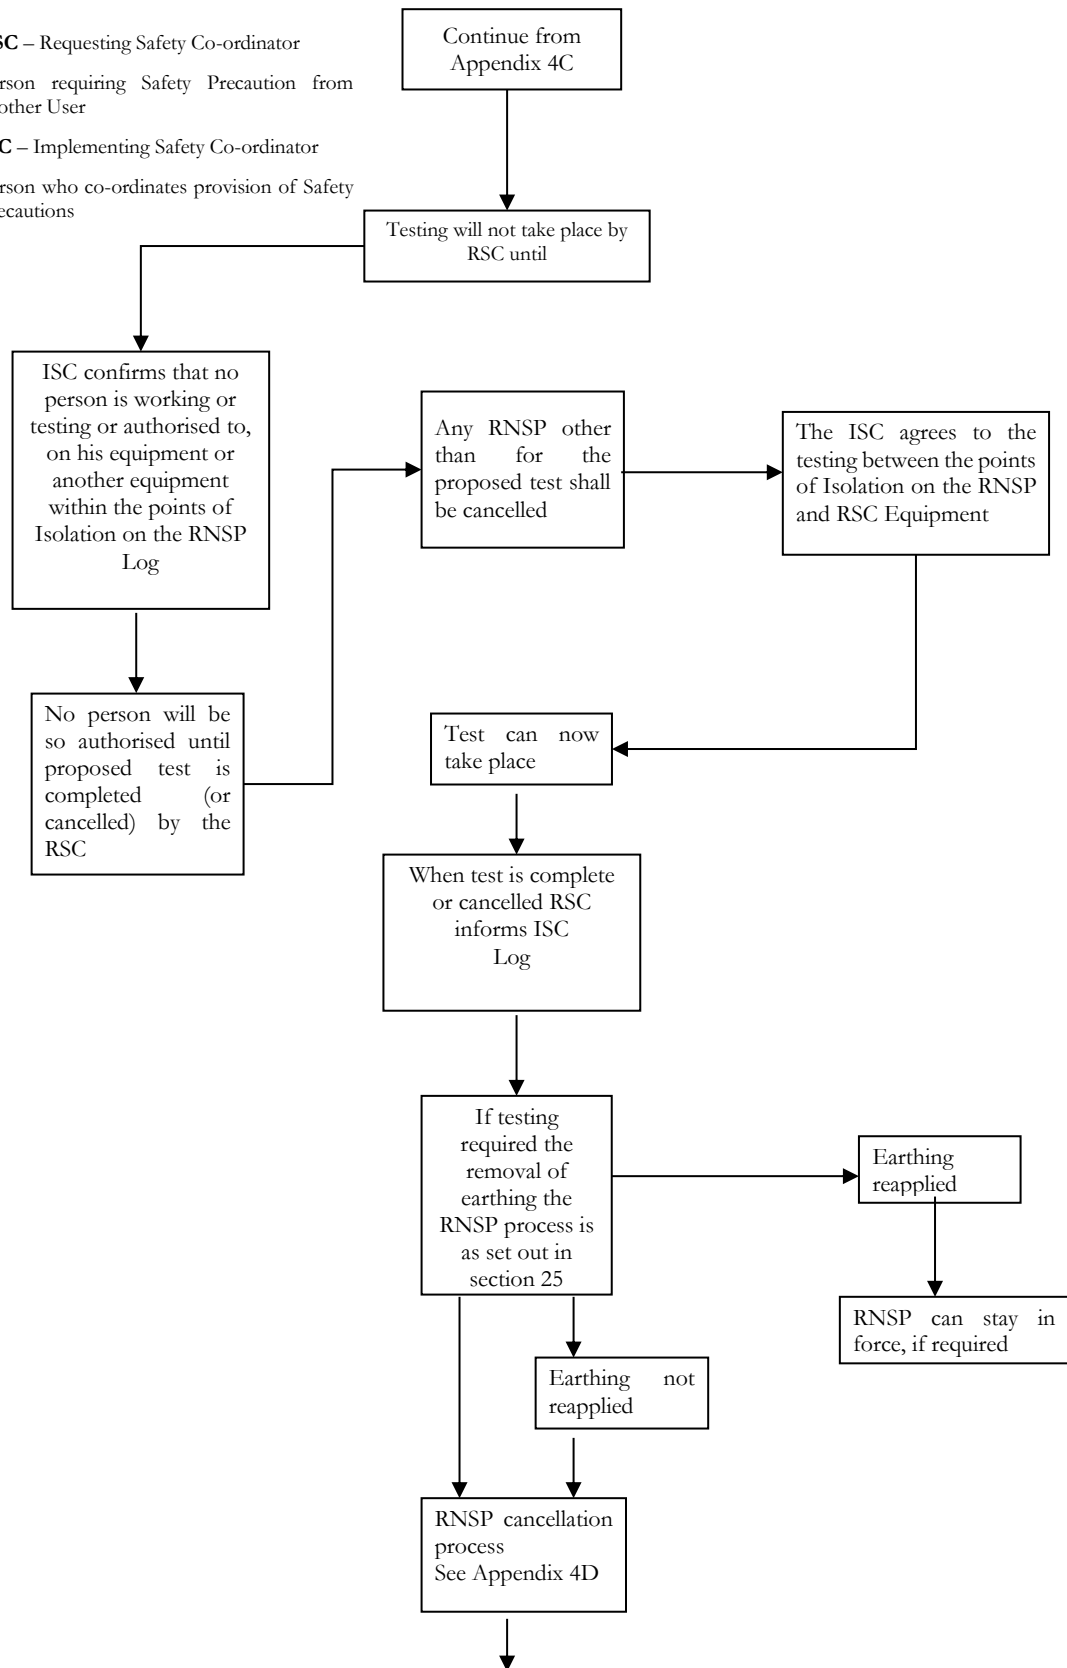 SC – Requesting Safety Co-ordinator
erson requiring Safety Precaution from
other User
C – Implementing Safety Co-ordinator
erson who co-ordinates provision of Safety
ecautions
Continue from
Appendix 4C
Testing will not take place by
RSC until
ISC confirms that no
person is working or
testing or authorised to,
on his equipment or
another equipment
within the points of
Isolation on the RNSP
Log
Any RNSP other
than for the
proposed test shall
be cancelled
The ISC agrees to the
testing between the points
of Isolation on the RNSP
and RSC Equipment
No person will be
so authorised until
proposed test is
completed (or
cancelled) by the
RSC
Test can now
take place
When test is complete
or cancelled RSC
informs ISC
Log
If testing
required the
removal of
earthing the
RNSP process is
as set out in
section 25
Earthing
reapplied
RNSP can stay in
force, if required
Earthing not
reapplied
RNSP cancellation
process
See Appendix 4D